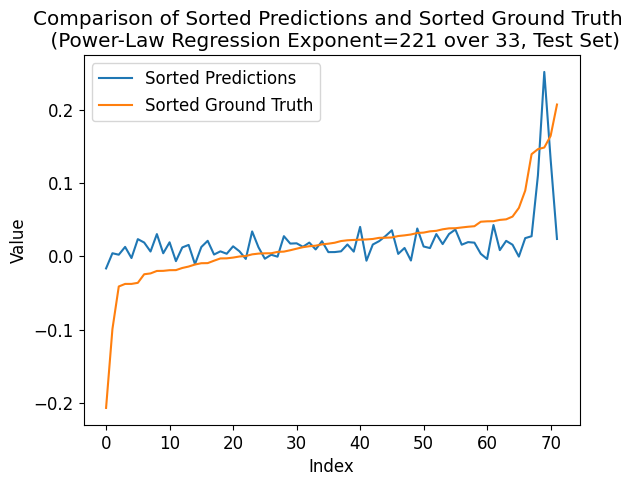 Comparison of Sorted Predictions and Sorted Ground Truth
(Power-Law Regression Exponent=221 over 33, Test Set)
Sorted Predictions
Sorted Ground Truth
0.2
0.1
0.0
−0.1
−0.2
Value
0 10 20 30 40 50 60 70
Index